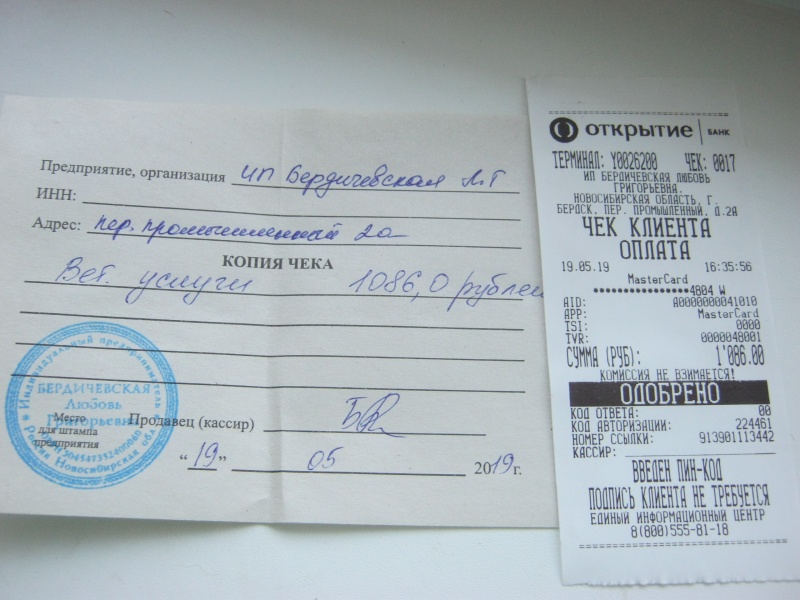 Предприятие, организация ИП Бердичевская Л.Г
ИНН:
Адрес: пер. промышленный 2а
КОПИЯ ЧЕКА
Вет. услуги 1086,0 рублей
Продавец (кассир)
"19" 05 2019г.
Индивидуальный предприниматель
БЕРДИЧЕВСКАЯ
Любовь
Григорьевна
Место
для штампа
предприятия
Россия Новосибирская
ОТКРЫТИЕ БАНК
ТЕРМИНАЛ: Y0026200 ЧЕК: 0017
ИП БЕРДИЧЕВСКАЯ ЛЮБОВЬ
ГРИГОРЬЕВНА.
НОВОСИБИРСКАЯ ОБЛАСТЬ, Г.
БЕРДСК, ПЕР. ПРОМЫШЛЕННЫЙ, Д.2А
ЧЕК КЛИЕНТА
ОПЛАТА
19.05.19 16:35:56
MasterCard
●●●●●●●●●●●●4804 W
AID: A0000000041010
APP: MasterCard
TSI: 0000
TVR: 0000048001
СУММА (РУБ): 1'086.00
КОМИССИЯ НЕ ВЗИМАЕТСЯ!
ОДОБРЕНО
КОД ОТВЕТА: 00
КОД АВТОРИЗАЦИИ: 224461
НОМЕР ССЫЛКИ: 913901113442
КАССИР:
ВВЕДЕН ПИН-КОД
ПОДПИСЬ КЛИЕНТА НЕ ТРЕБУЕТСЯ
ЕДИНЫЙ ИНФОРМАЦИОННЫЙ ЦЕНТР
8(800)555-81-18